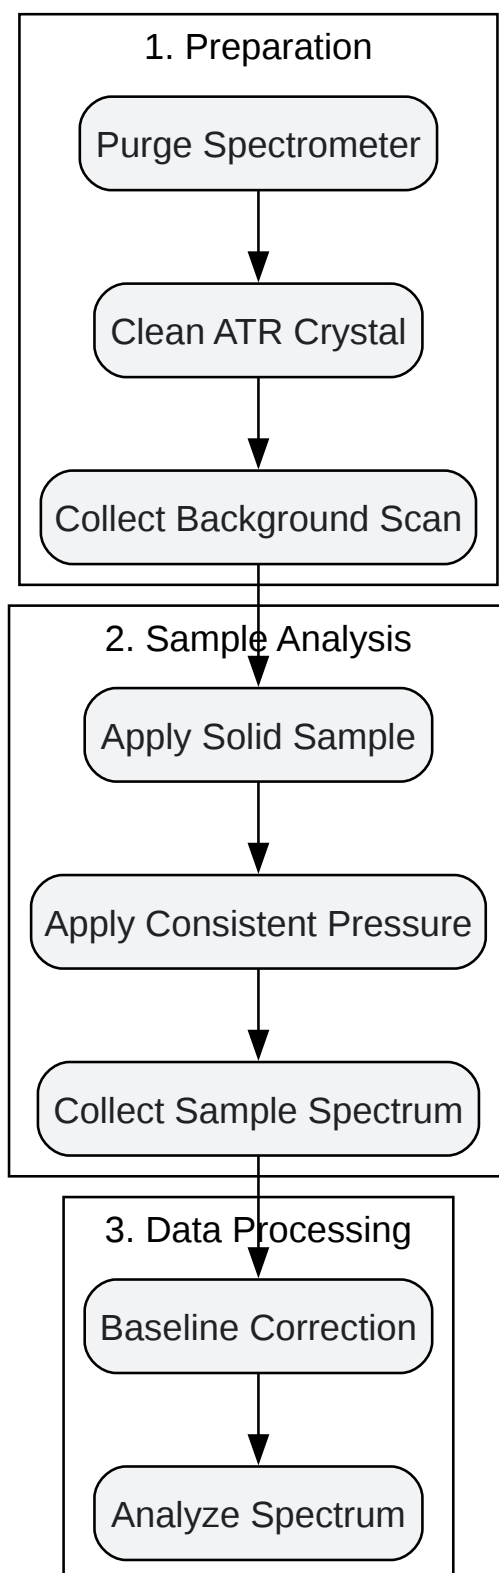 1. Preparation
Purge Spectrometer
Clean ATR Crystal
Collect Background Scan
2. Sample Analysis
Apply Solid Sample
Apply Consistent Pressure
Collect Sample Spectrum
3. Data Processing
Baseline Correction
Analyze Spectrum